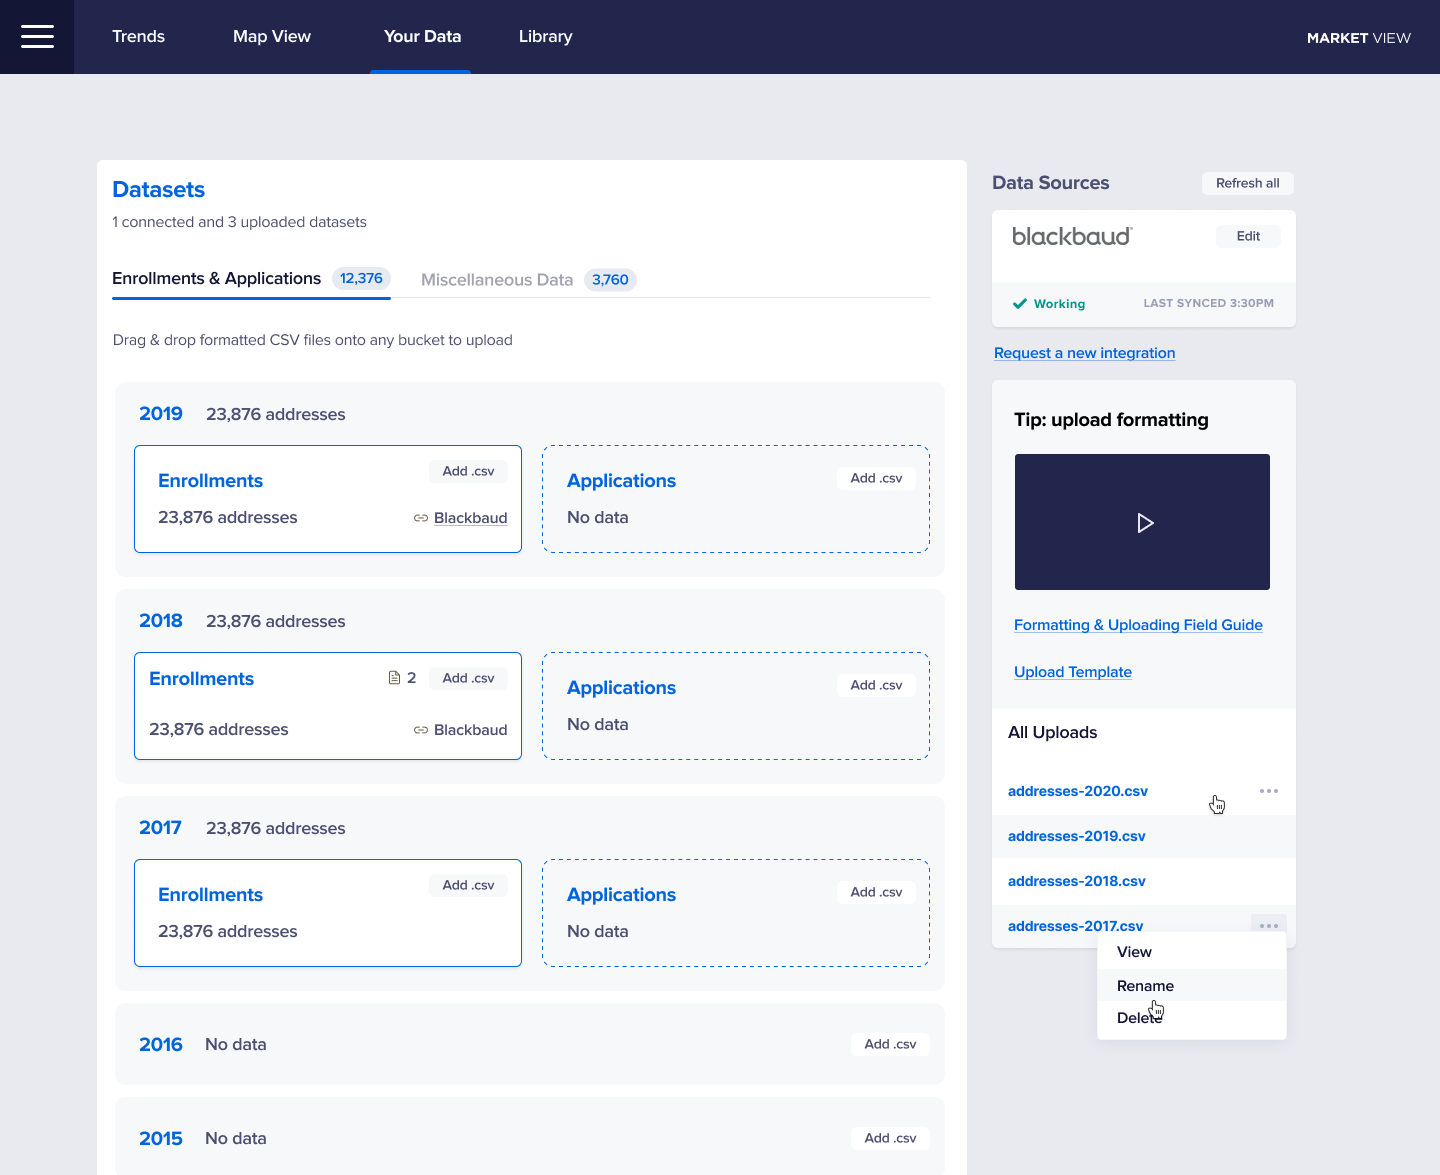 Trends
Map View
Your Data
Library
MARKET VIEW
Datasets
1 connected and 3 uploaded datasets
Enrollments & Applications 12,376
Miscellaneous Data 3,760
Drag & drop formatted CSV files onto any bucket to upload
2019 23,876 addresses
Enrollments
Add .csv
23,876 addresses
Blackbaud
Applications
Add .csv
No data
2018 23,876 addresses
Enrollments
2
Add .csv
23,876 addresses
Blackbaud
Applications
Add .csv
No data
2017 23,876 addresses
Enrollments
Add .csv
23,876 addresses
Applications
Add .csv
No data
2016 No data
Add .csv
2015 No data
Add .csv
Data Sources
Refresh all
blackbaud
Edit
Working
LAST SYNCED 3:30PM
Request a new integration
Tip: upload formatting
Formatting & Uploading Field Guide
Upload Template
All Uploads
addresses-2020.csv
addresses-2019.csv
addresses-2018.csv
addresses-2017.csv
View
Rename
Delete